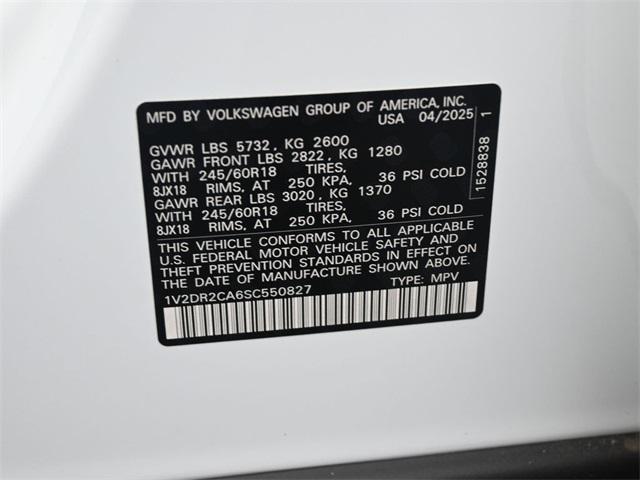 MFD BY VOLKSWAGEN GROUP OF AMERICA, INC.
USA 04/2025
GVWR LBS 5732, KG 2600
GAWR FRONT LBS 2822, KG 1280
WITH 245/60R18 TIRES,
8JX18 RIMS, AT 250 KPA, 36 PSI COLD
GAWR REAR LBS 3020, KG 1370
WITH 245/60R18 TIRES,
8JX18 RIMS, AT 250 KPA, 36 PSI COLD
THIS VEHICLE CONFORMS TO ALL APPLICABLE
U.S. FEDERAL MOTOR VEHICLE SAFETY AND
THEFT PREVENTION STANDARDS IN EFFECT ON
THE DATE OF MANUFACTURE SHOWN ABOVE.
1V2DR2CA6SC550827 TYPE: MPV
1528838 1